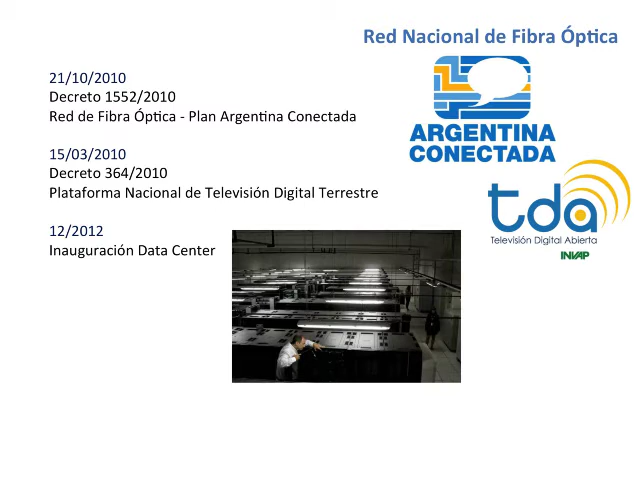 Red Nacional de Fibra Óptica
21/10/2010
Decreto 1552/2010
Red de Fibra Óptica - Plan Argentina Conectada
ARGENTINA
CONECTADA
15/03/2010
Decreto 364/2010
Plataforma Nacional de Televisión Digital Terrestre
tda
Televisión Digital Abierta
INVAP
12/2012
Inauguración Data Center